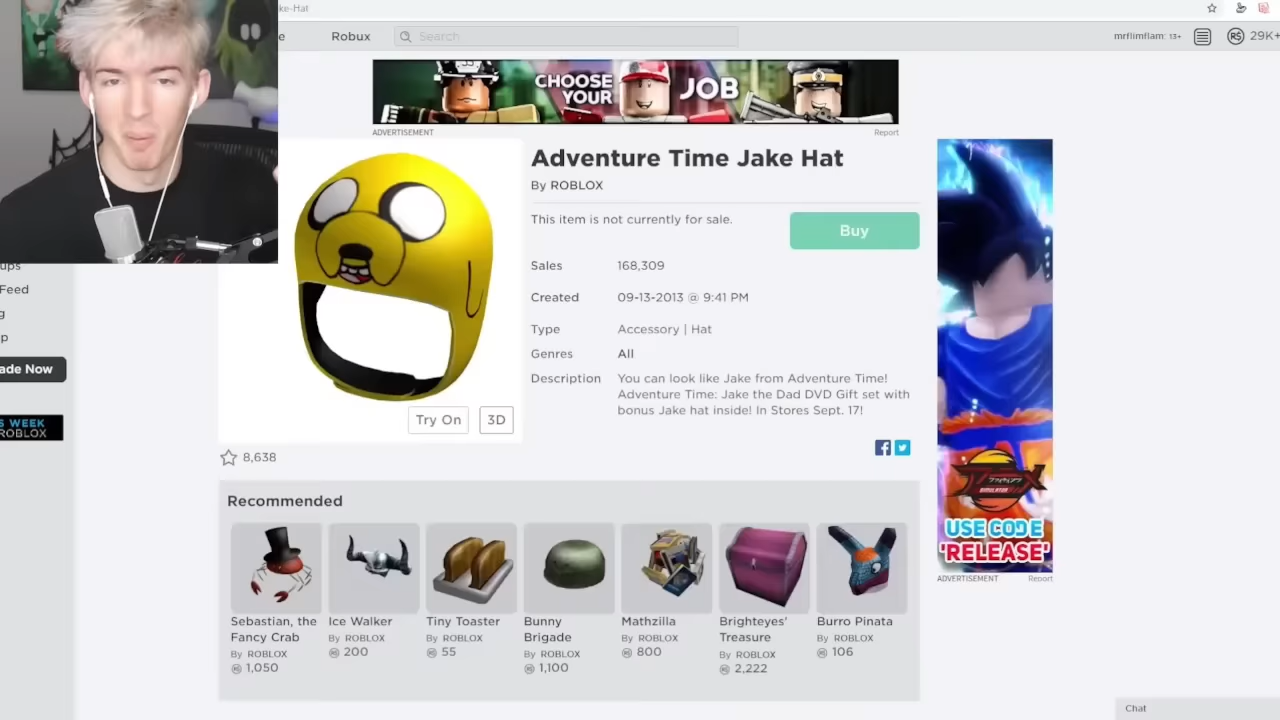 ke-Hat
e
Robux
Search
mrflimflam: 13+
29K+
CHOOSE YOUR JOB
ADVERTISEMENT
Report
Adventure Time Jake Hat
By ROBLOX
This item is not currently for sale.
Buy
Sales 168,309
Created 09-13-2013 @ 9:41 PM
Type Accessory | Hat
Genres All
Description You can look like Jake from Adventure Time!
Adventure Time: Jake the Dad DVD Gift set with
bonus Jake hat inside! In Stores Sept. 17!
Try On
3D
8,638
ups
Feed
g
p
ade Now
S WEEK
ROBLOX
USE CODE
'RELEASE'
ADVERTISEMENT
Report
Recommended
Sebastian, the
Fancy Crab
By ROBLOX
1,050
Ice Walker
By ROBLOX
200
Tiny Toaster
By ROBLOX
55
Bunny
Brigade
By ROBLOX
1,100
Mathzilla
By ROBLOX
800
Brighteyes'
Treasure
By ROBLOX
2,222
Burro Pinata
By ROBLOX
106
Chat